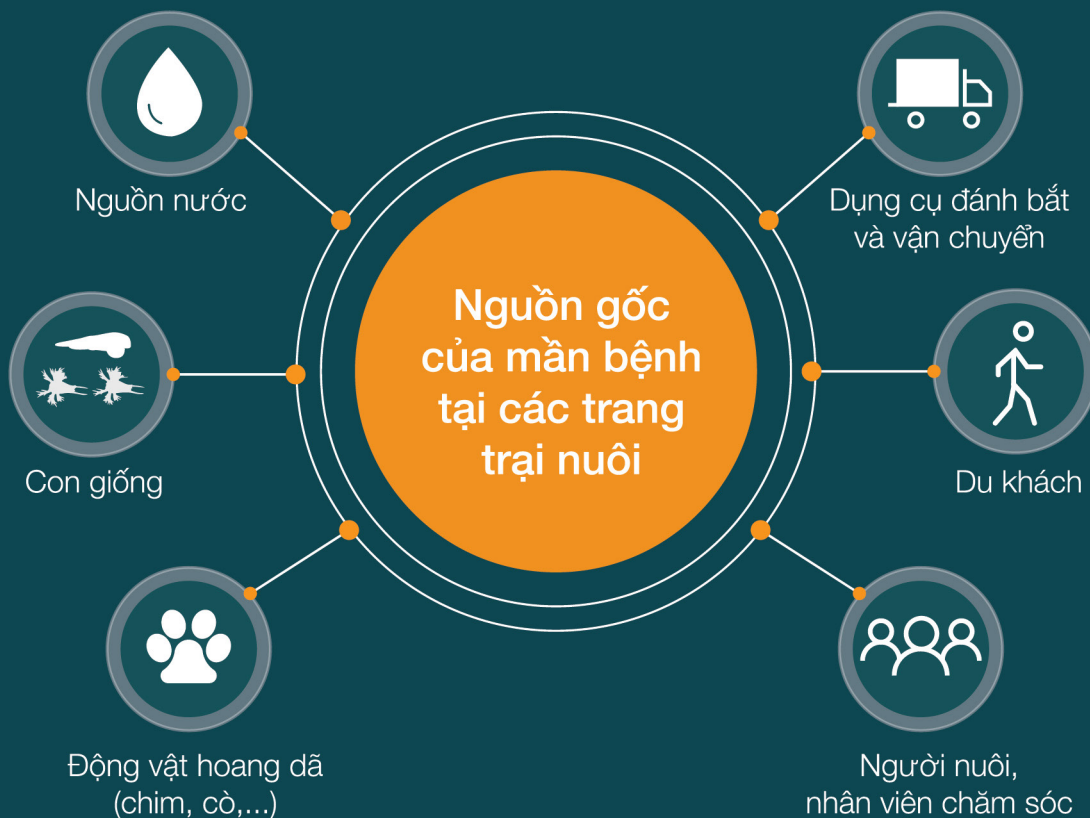 Nguồn nước
Dụng cụ đánh bắt
và vận chuyển
Nguồn gốc
của mần bệnh
tại các trang
trại nuôi
Con giống
Du khách
Động vật hoang dã
(chim, cò,...)
Người nuôi,
nhân viên chăm sóc